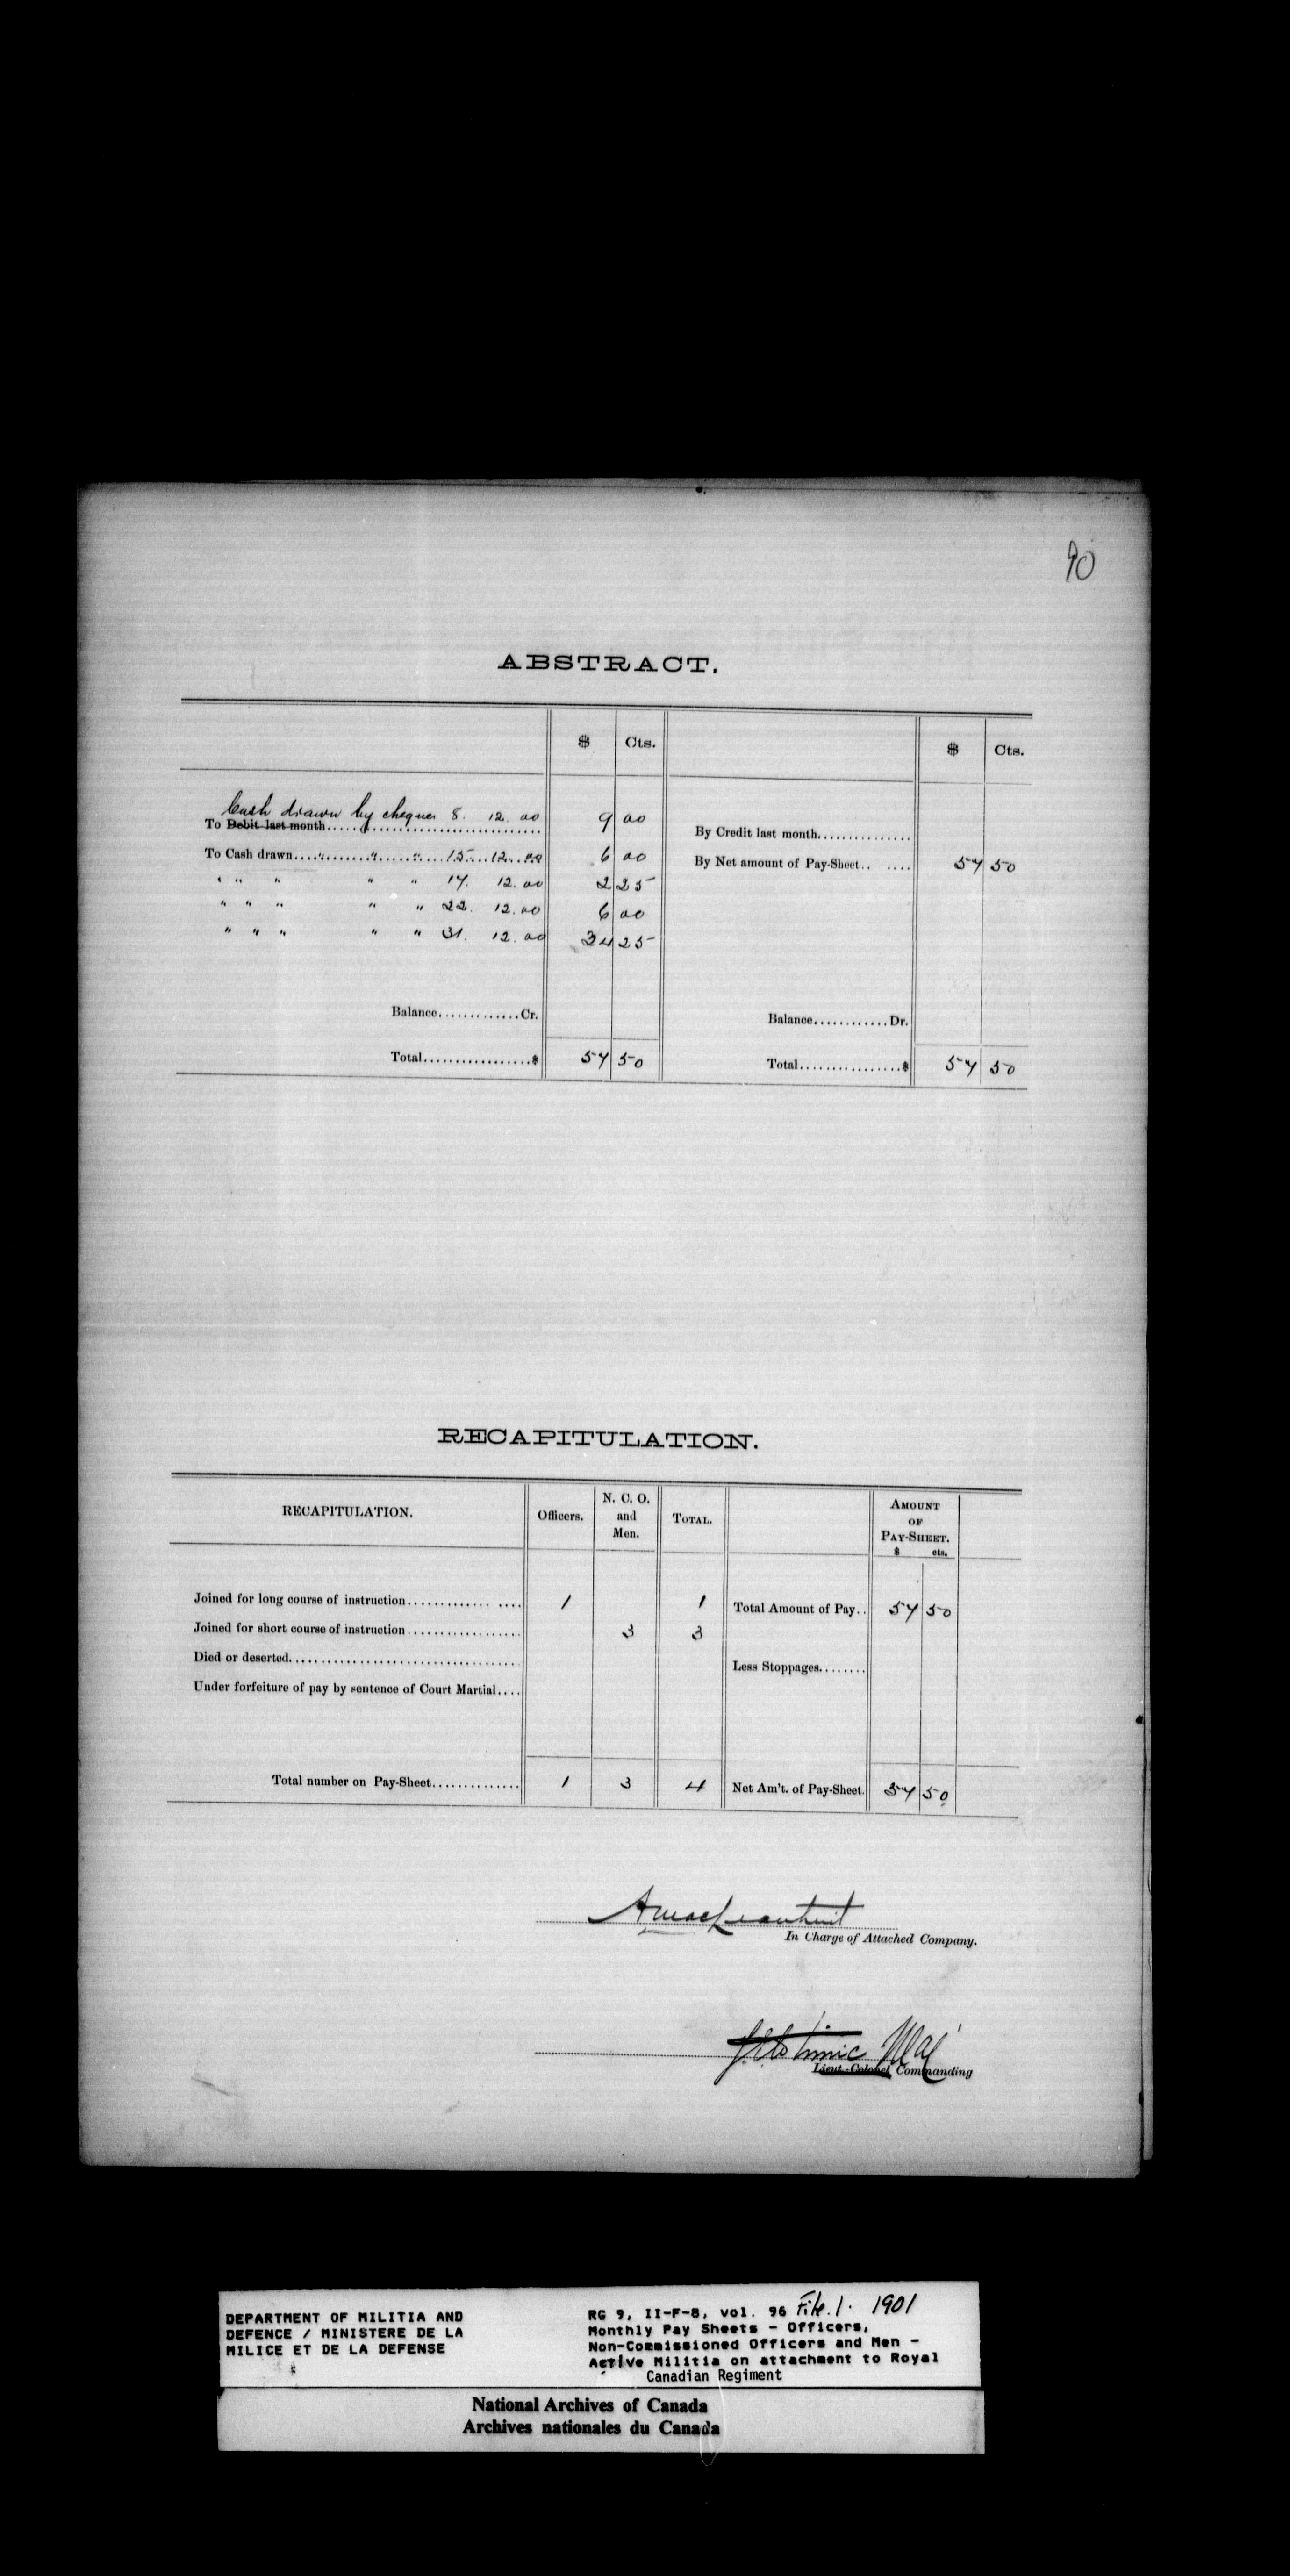 90
ABSTRACT.
$ Cts. $ Cts.
Cash drawn by cheque 8. 12. 00 9 00
To Debit last month
By Credit last month
To Cash drawn " " " 15 12 00 6 00
By Net amount of Pay-Sheet 57 50
" " " " " 17. 12. 00 2 25
" " " " " 22. 12. 00 6 00
" " " " " 31. 12. 00 34 25
Balance Cr.
Balance Dr.
Total $ 57 50
Total $ 57 50
RECAPITULATION.
RECAPITULATION. Officers. N. C. O. and Men. TOTAL. AMOUNT OF PAY-SHEET. $ cts.
Joined for long course of instruction 1 1 Total Amount of Pay.. 57 50
Joined for short course of instruction 3 3
Died or deserted
Less Stoppages
Under forfeiture of pay by sentence of Court Martial
Total number on Pay-Sheet 1 3 4 Net Am't. of Pay-Sheet. 57 50
In Charge of Attached Company.
Maj
Lieut.-Colonel Commanding
DEPARTMENT OF MILITIA AND
DEFENCE / MINISTERE DE LA
MILICE ET DE LA DEFENSE
RG 9, II-F-8, vol. 96 File. 1. 1901
Monthly Pay Sheets - Officers,
Non-Commissioned Officers and Men -
Active Militia on attachment to Royal
Canadian Regiment
National Archives of Canada
Archives nationales du Canada